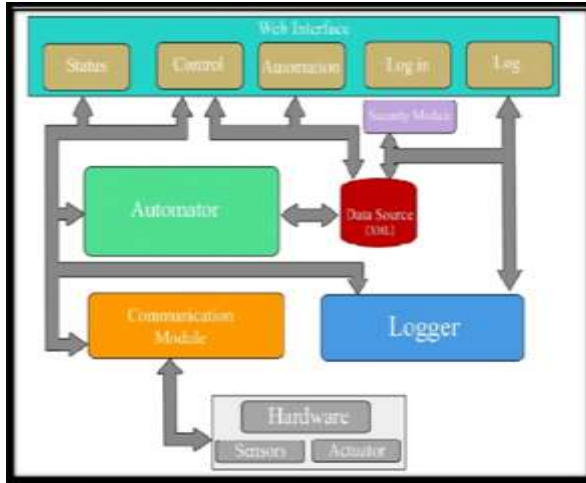 Web Interface
Status
Control
Automation
Log in
Log
Security Module
Automator
Data Source
[XML]
Communication
Module
Logger
Hardware
Sensors
Actuator